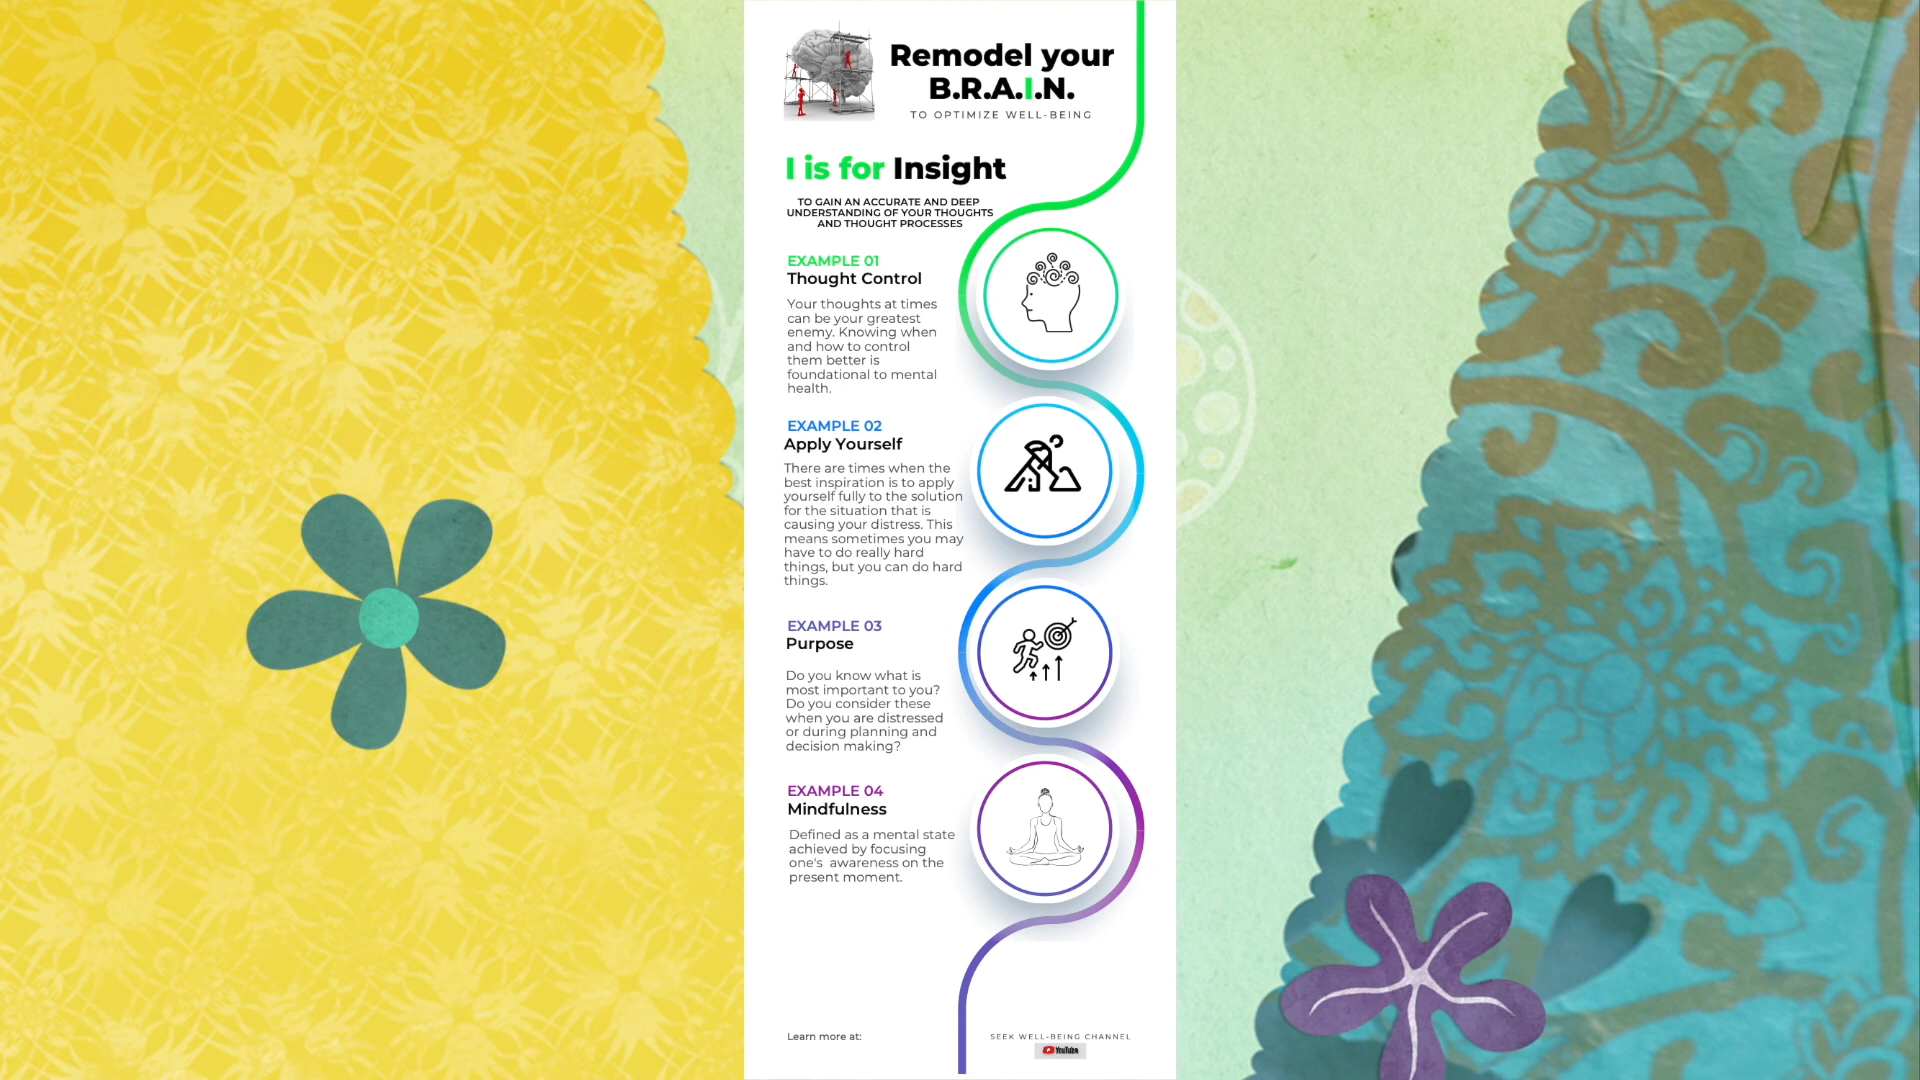 Remodel your
B.R.A.I.N.
TO OPTIMIZE WELL-BEING
I is for Insight
TO GAIN AN ACCURATE AND DEEP
UNDERSTANDING OF YOUR THOUGHTS
AND THOUGHT PROCESSES
EXAMPLE 01
Thought Control
Your thoughts at times
can be your greatest
enemy. Knowing when
and how to control
them better is
foundational to mental
health.
EXAMPLE 02
Apply Yourself
There are times when the
best inspiration is to apply
yourself fully to the solution
for the situation that is
causing your distress. This
means sometimes you may
have to do really hard
things, but you can do hard
things.
EXAMPLE 03
Purpose
Do you know what is
most important to you?
Do you consider these
when you are distressed
or during planning and
decision making?
EXAMPLE 04
Mindfulness
Defined as a mental state
achieved by focusing
one's  awareness on the
present moment.
Learn more at:
SEEK WELL-BEING CHANNEL
YouTube